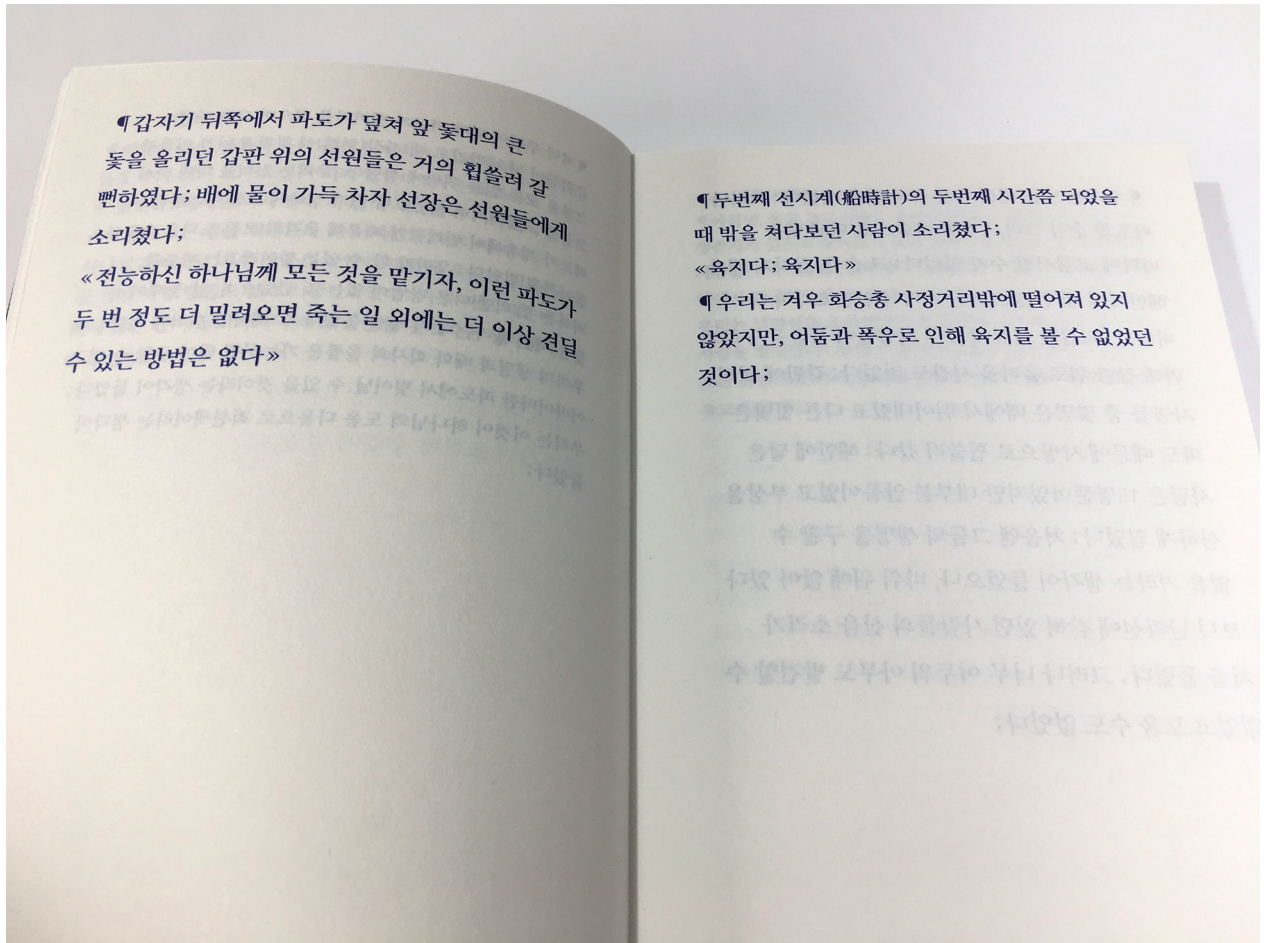 ¶갑자기 뒤쪽에서 파도가 덮쳐 앞 돛대의 큰
돛을 올리던 갑판 위의 선원들은 거의 휩쓸려 갈
뻔하였다; 배에 물이 가득 차자 선장은 선원들에게
소리쳤다;
«전능하신 하나님께 모든 것을 맡기자, 이런 파도가
두 번 정도 더 밀려오면 죽는 일 외에는 더 이상 견딜
수 있는 방법은 없다»
¶두번째 선시계(船時計)의 두번째 시간쯤 되었을
때 밖을 쳐다보던 사람이 소리쳤다;
«육지다; 육지다»
¶우리는 겨우 화승총 사정거리밖에 떨어져 있지
않았지만, 어둠과 폭우로 인해 육지를 볼 수 없었던
것이다;